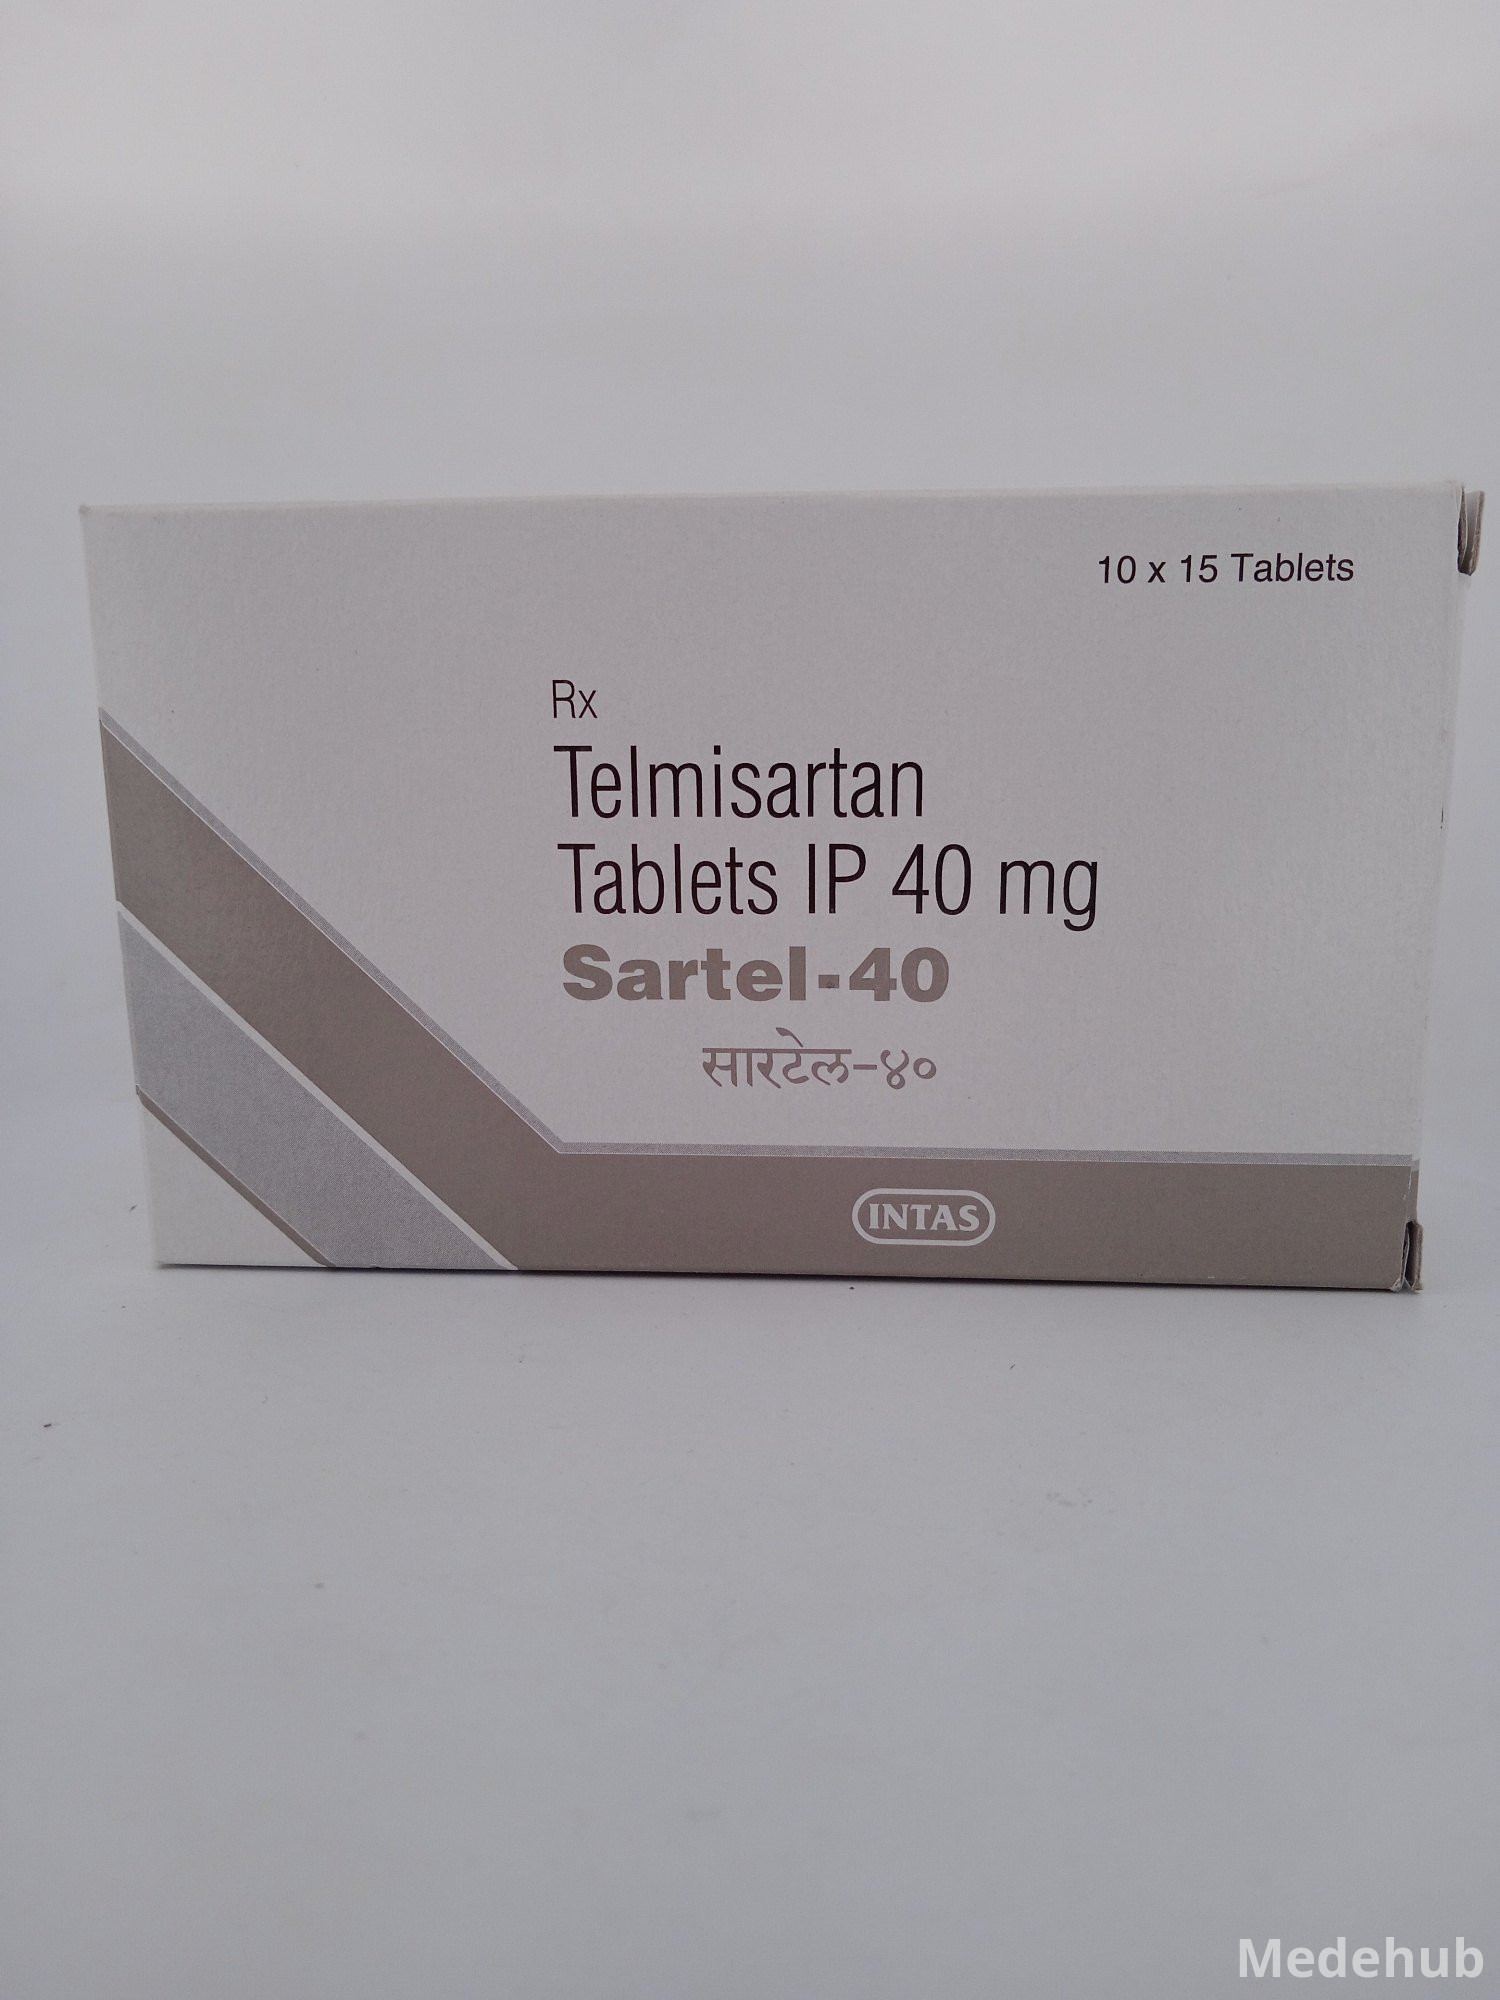 10 x 15 Tablets
Rx
Telmisartan
Tablets IP 40 mg
Sartel-40
सारटेल-४०
INTAS
Medehub